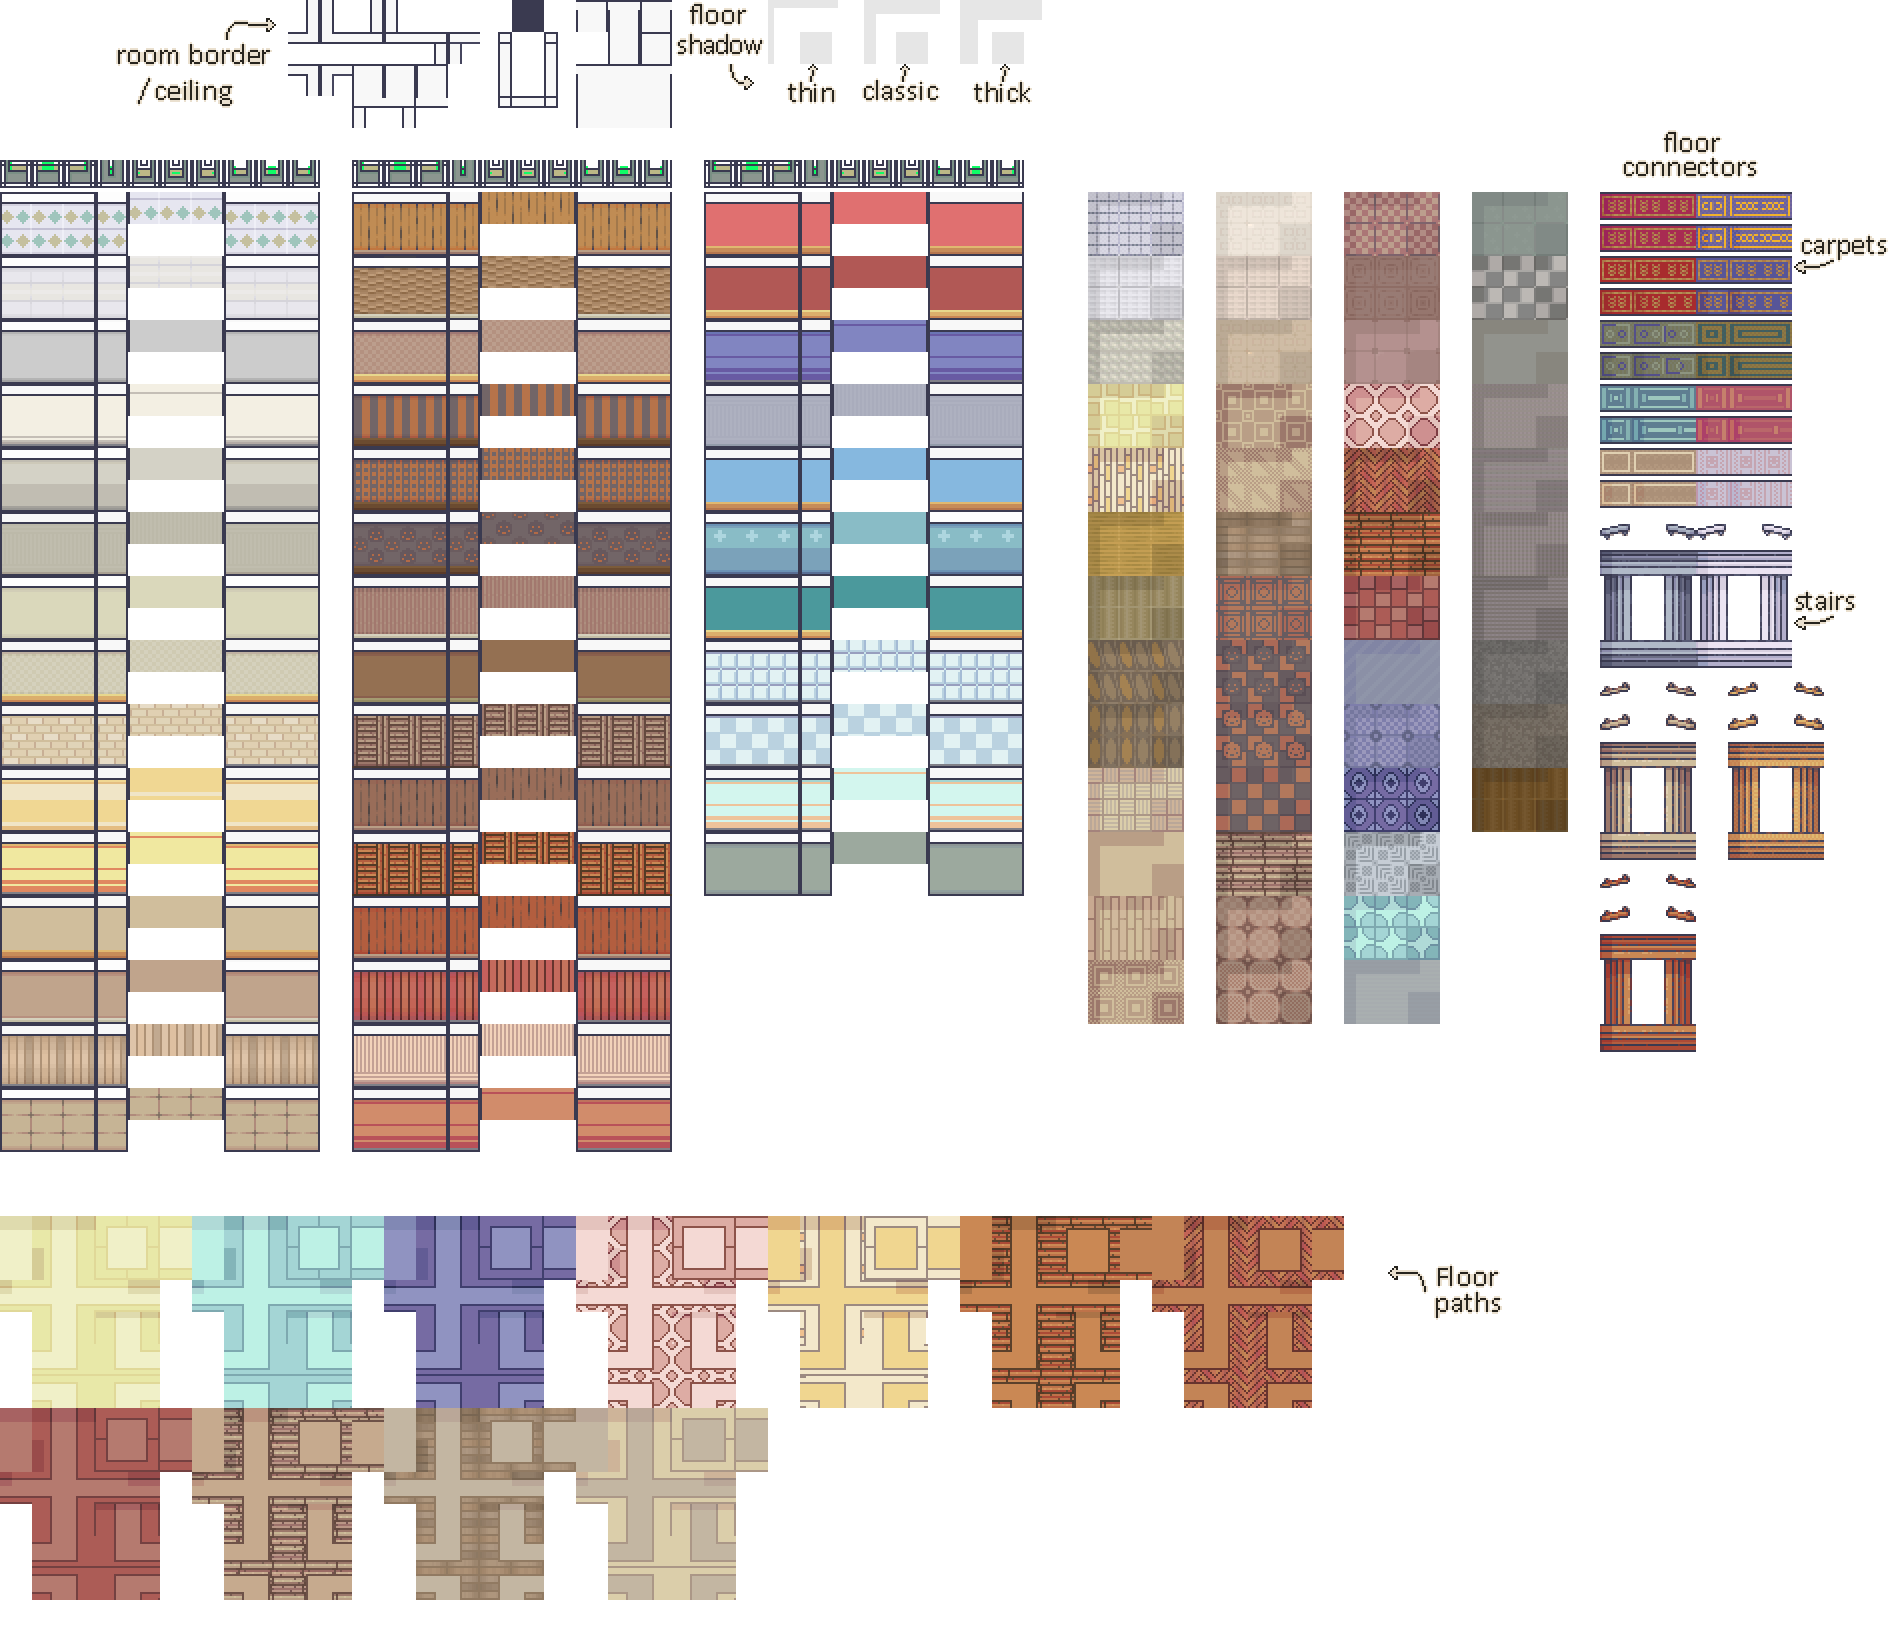 room border
/ceiling
floor
shadow
thin
classic
thick
floor
connectors
carpets
stairs
Floor
paths